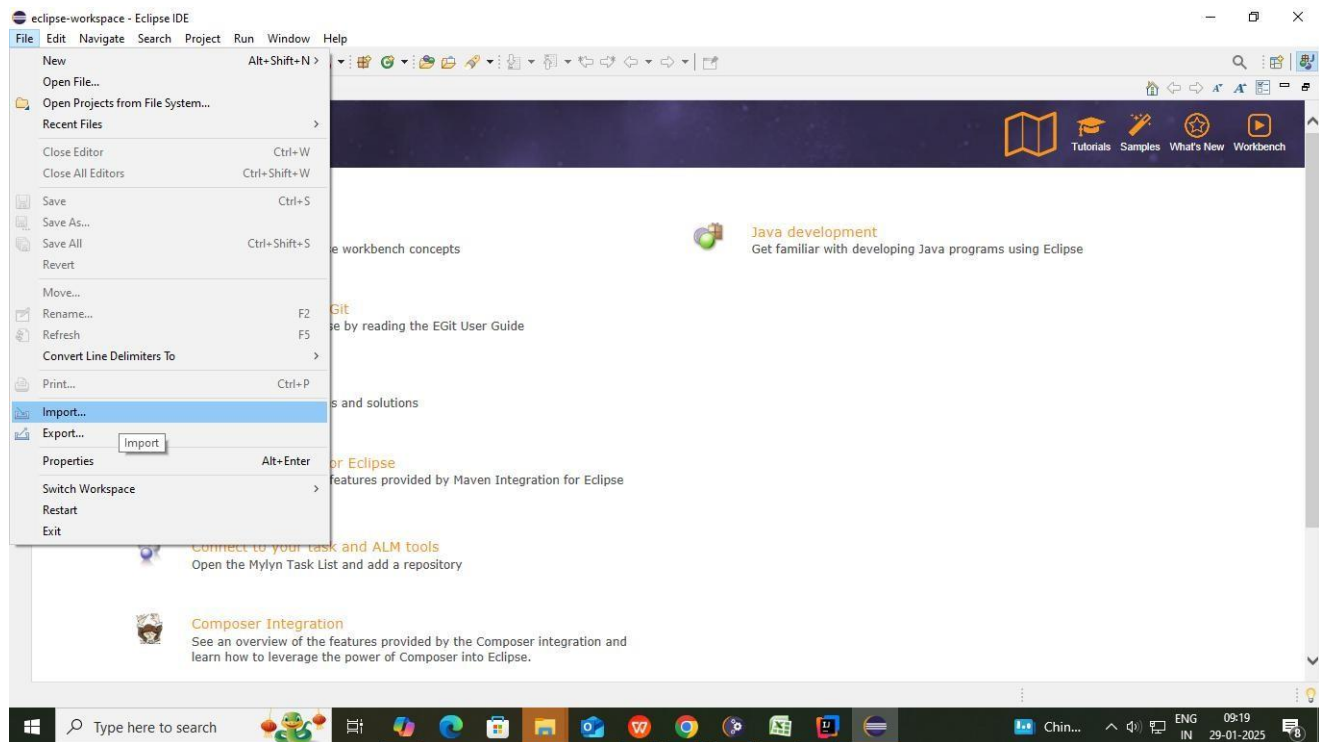 eclipse-workspace - Eclipse IDE
File Edit Navigate Search Project Run Window Help
New Alt+Shift+N >
Open File...
Open Projects from File System...
Recent Files >
Tutorials Samples What's New Workbench
Close Editor Ctrl+W
Close All Editors Ctrl+Shift+W
Save Ctrl+S
Save As...
Java development
Save All Ctrl+Shift+S
workbench concepts
Get familiar with developing Java programs using Eclipse
Revert
Move...
Rename... F2
Git
by reading the EGit User Guide
Refresh F5
Convert Line Delimiters To >
Print... Ctrl+P
Import...
and solutions
Export...
Import
Properties Alt+Enter
or Eclipse
features provided by Maven Integration for Eclipse
Switch Workspace >
Restart
Exit
Connect to your task and ALM tools
Open the Mylyn Task List and add a repository
Composer Integration
See an overview of the features provided by the Composer integration and
learn how to leverage the power of Composer into Eclipse.
Type here to search
Chin...
ENG
IN
09:19
29-01-2025
8